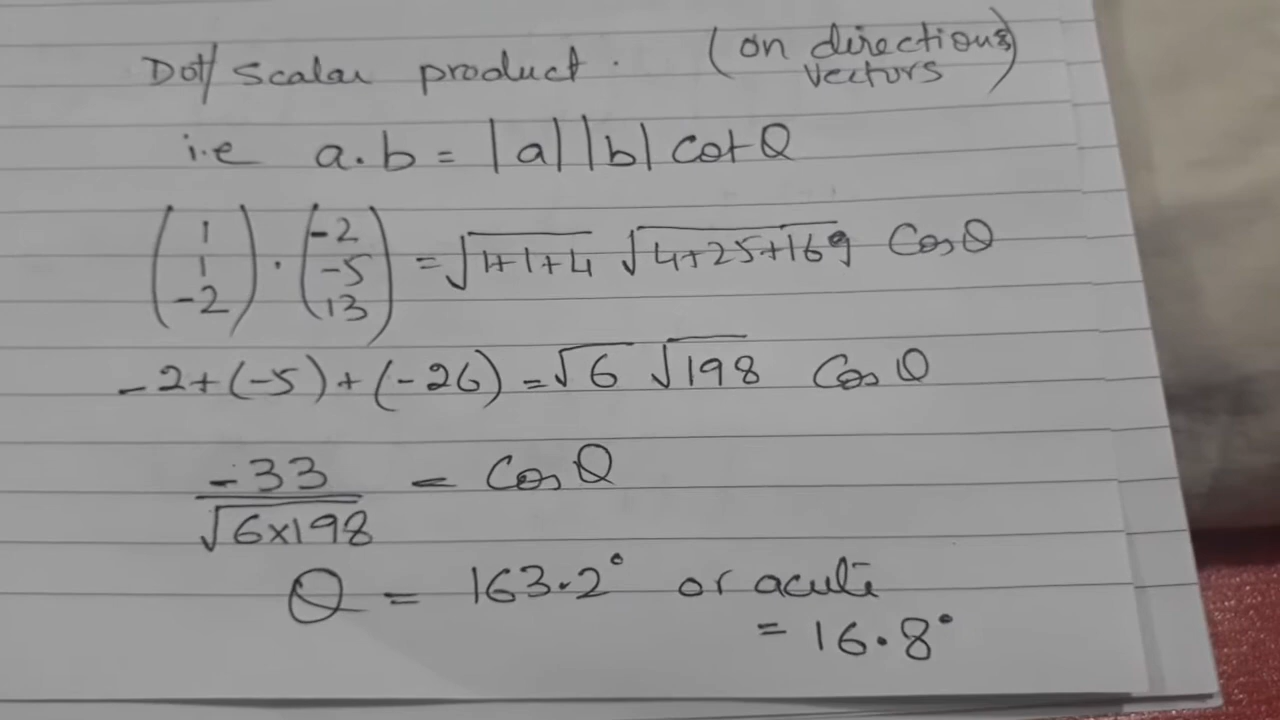 Dot/ scalar product . (on directions vectors)
i.e a.b = |a| |b| cot θ
(1 1 -2) . (-2 -5 13) = √1+1+4 √4+25+169 Cos θ
-2+(-5)+(-26) = √6 √198 Cos θ
-33/√6×198 = Cos θ
θ = 163.2° or acute
= 16.8°